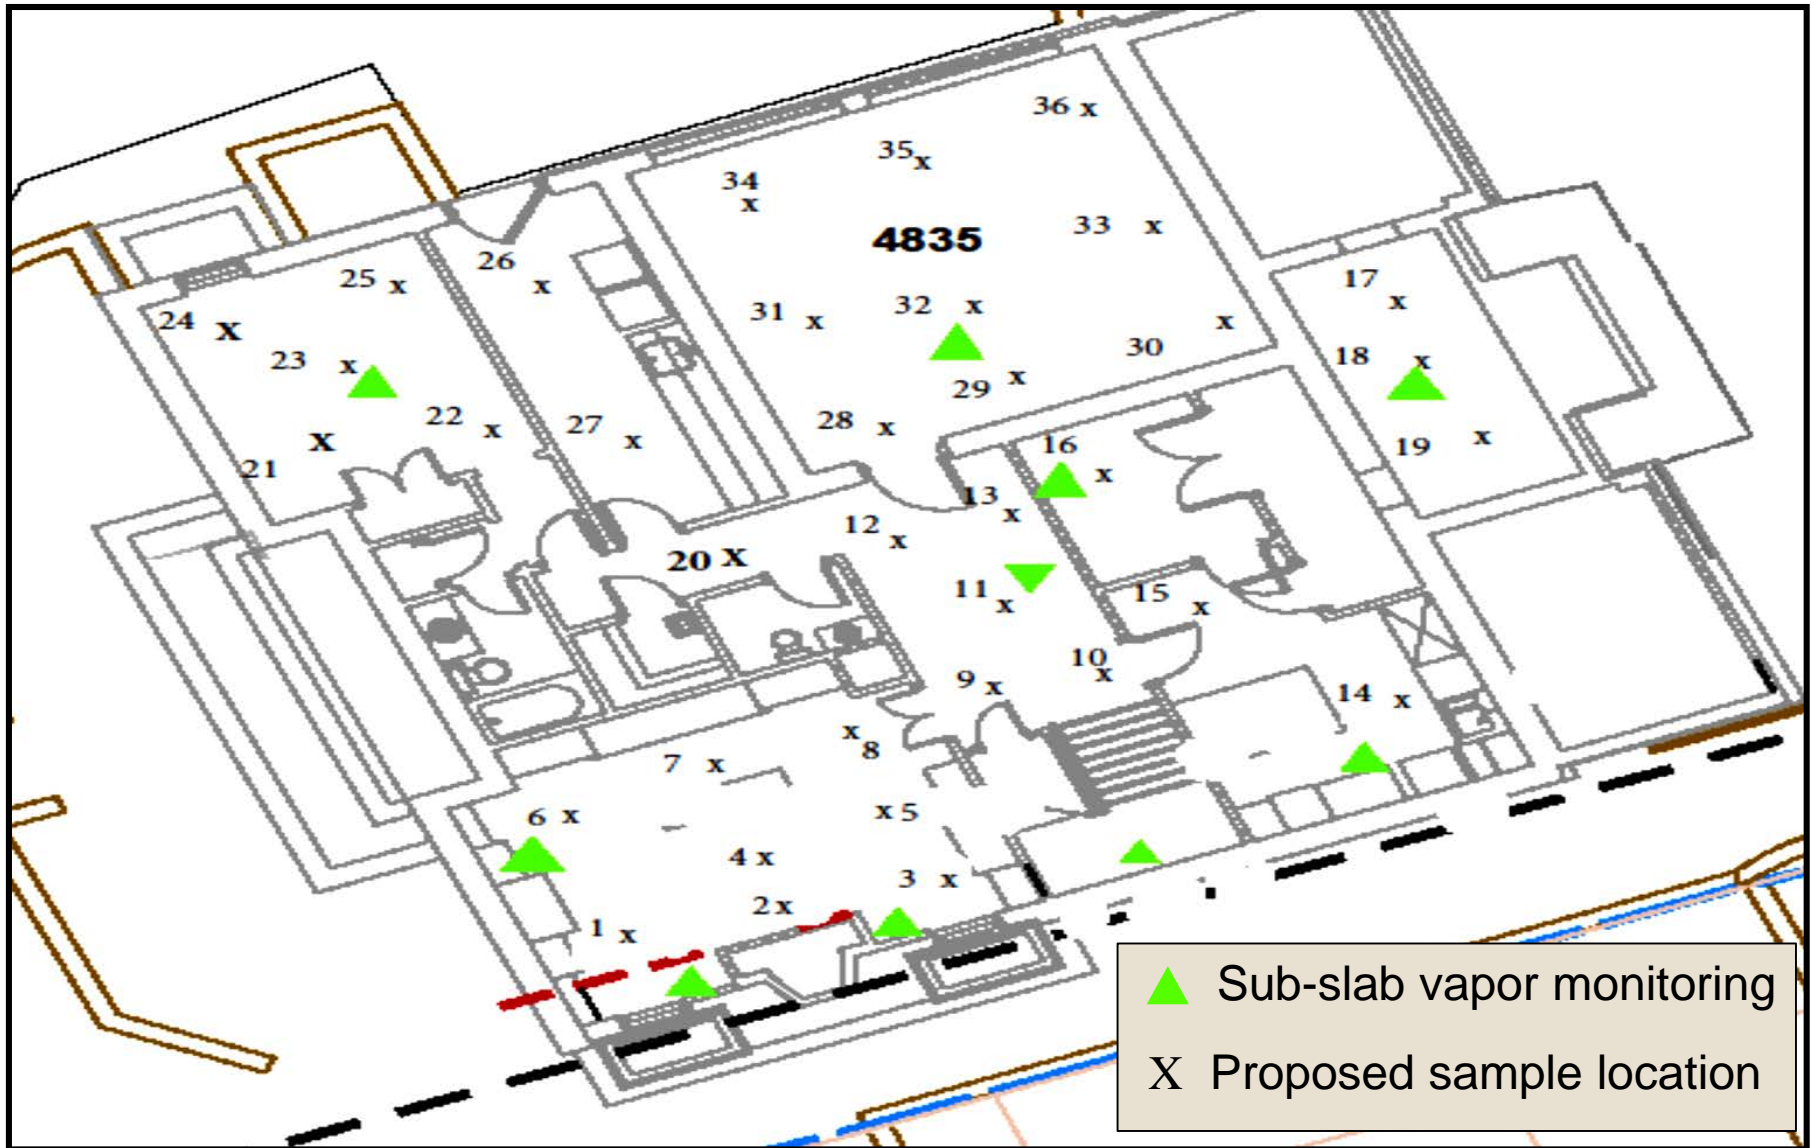 36 x
35 x
34
x
4835
33 x
26
x
25 x
17
x
24 x
31 x
32 x
30 x
23 x
18 x
29 x
22 x
27 x
28 x
21 x
16
x
19 x
13
x
12 x
20 x
11 x
15 x
10
x
9 x
14 x
x 8
7 x
6 x
x 5
4 x
3 x
2 x
1 x
Sub-slab vapor monitoring
X Proposed sample location